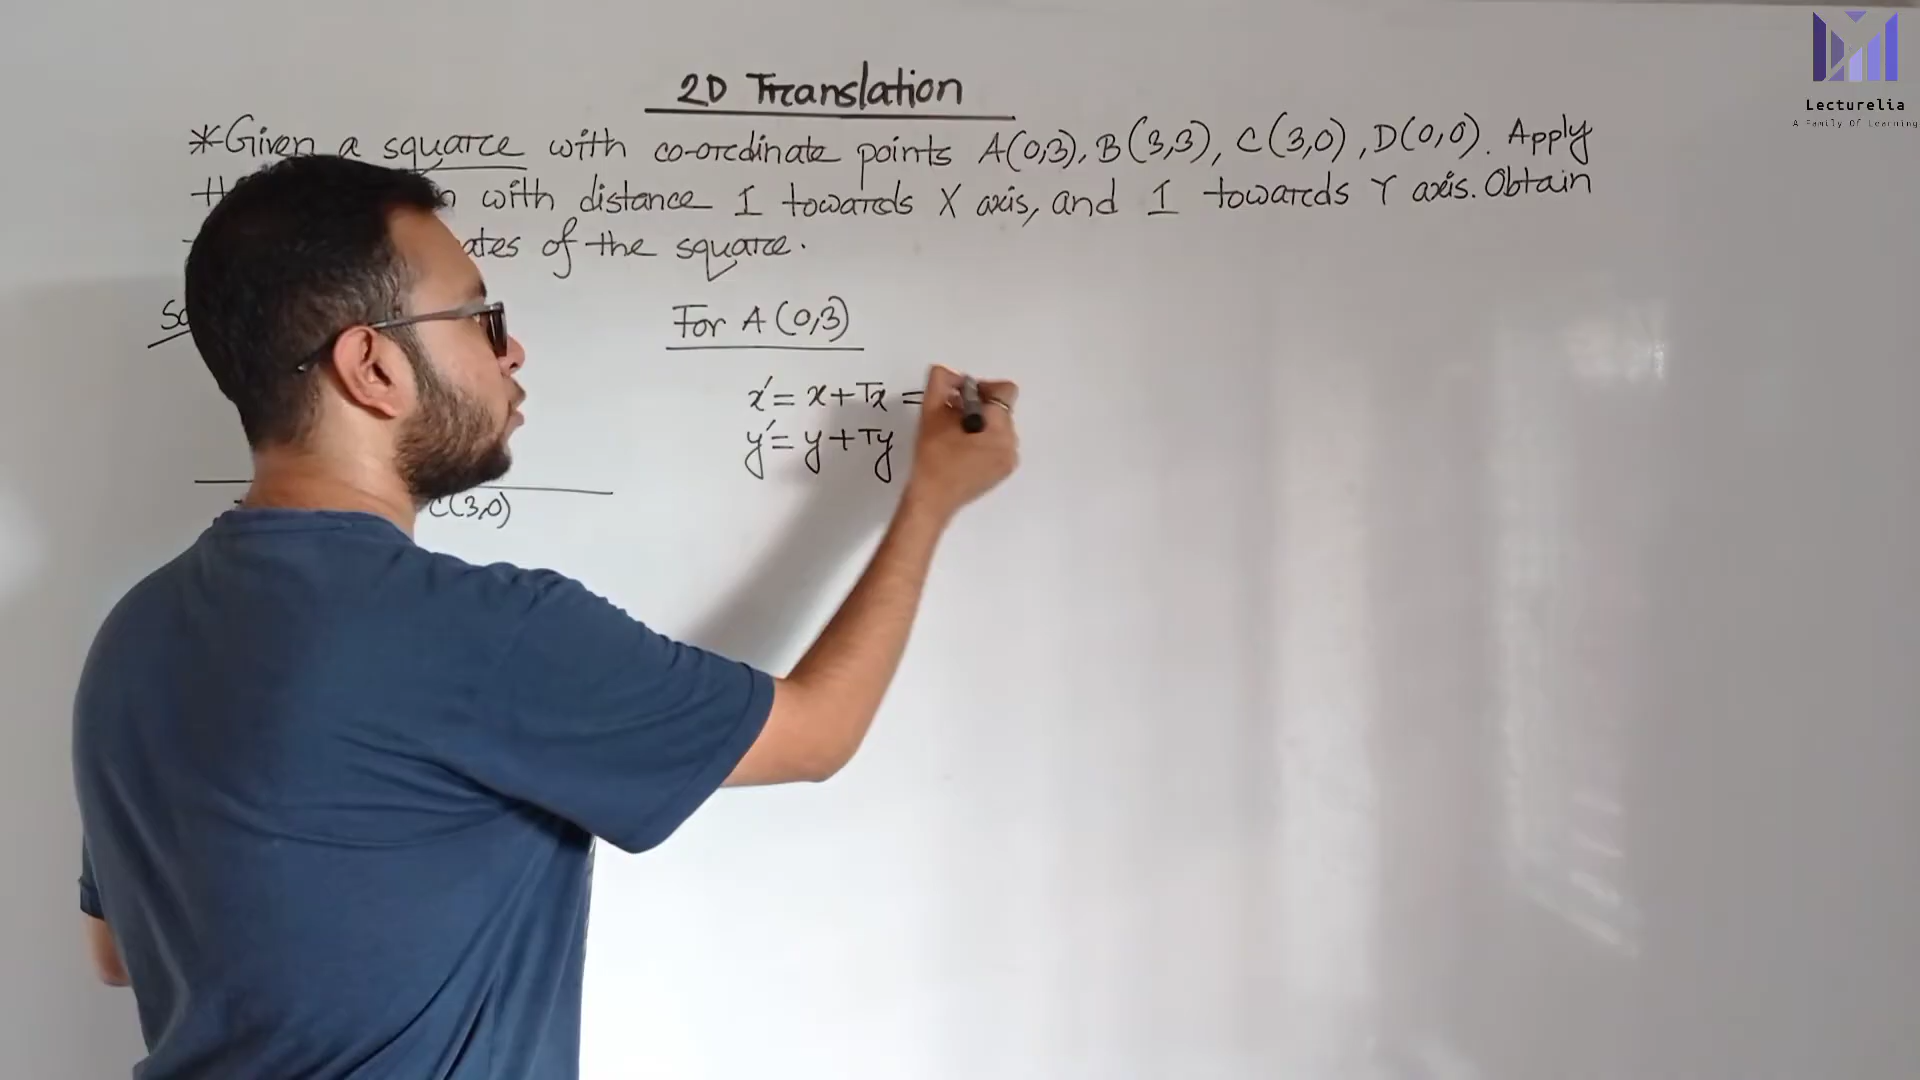 2D Translation
*Given a square with co-ordinate points A(0,3), B(3,3), C(3,0), D(0,0). Apply
with distance 1 towards X axis, and 1 towards Y axis. Obtain
of the square.
For A(0,3)
x' = x + Tx =
y' = y + Ty
C(3,0)
Lecturelia
A Family Of Learning